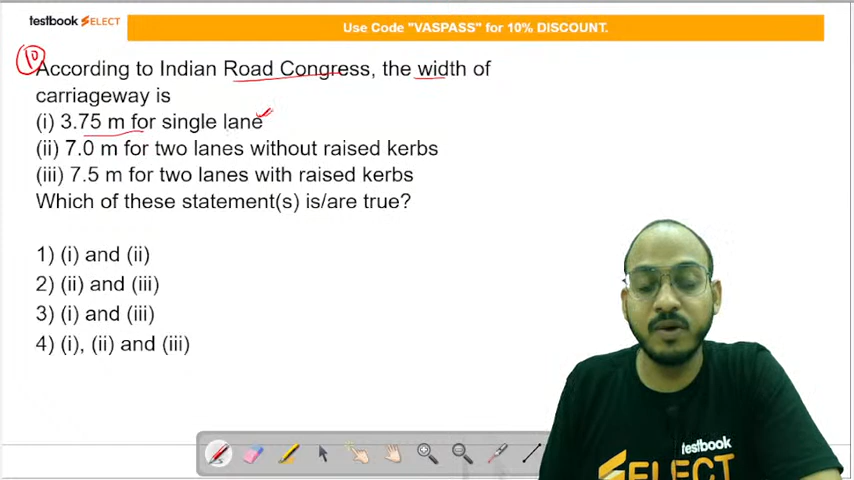 testbook SELECT
Use Code "VASPASS" for 10% DISCOUNT.
10
According to Indian Road Congress, the width of
carriageway is
(i) 3.75 m for single lane
(ii) 7.0 m for two lanes without raised kerbs
(iii) 7.5 m for two lanes with raised kerbs
Which of these statement(s) is/are true?
1) (i) and (ii)
2) (ii) and (iii)
3) (i) and (iii)
4) (i), (ii) and (iii)
testbook
SELECT